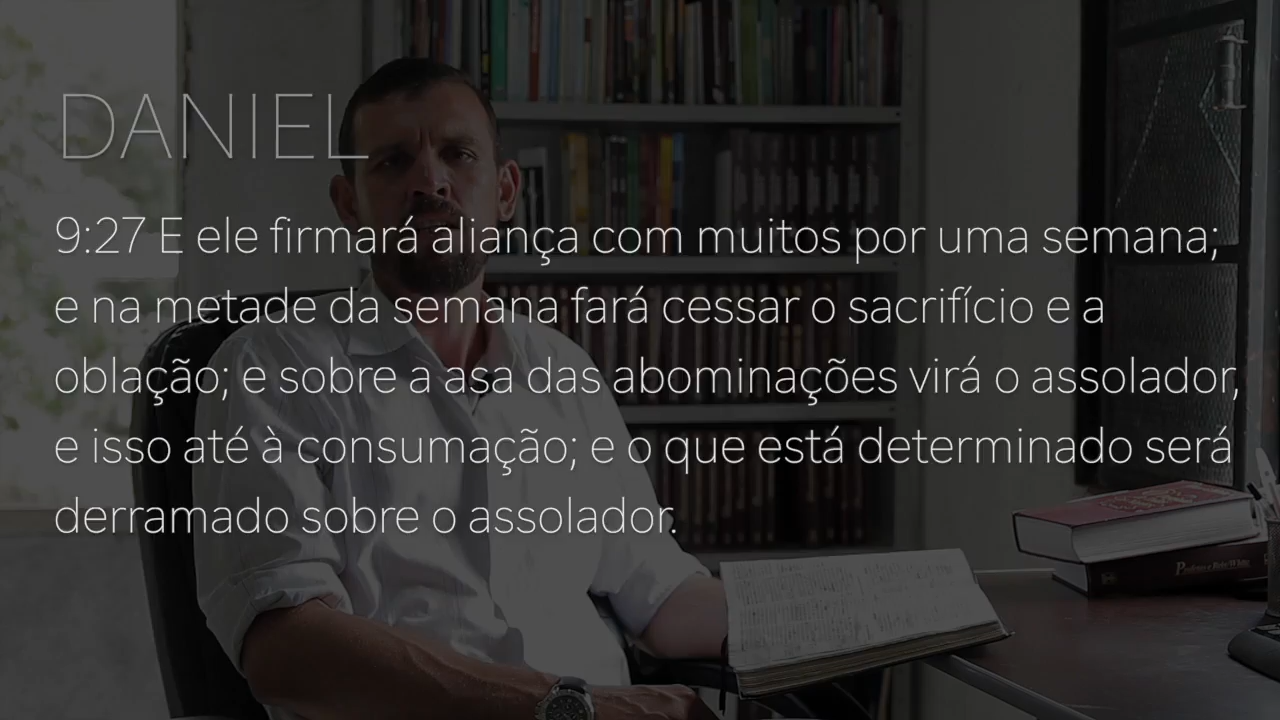 DANIEL
9:27 E ele firmará aliança com muitos por uma semana;
e na metade da semana fará cessar o sacrifício e a
oblação; e sobre a asa das abominações virá o assolador,
e isso até à consumação; e o que está determinado será
derramado sobre o assolador.